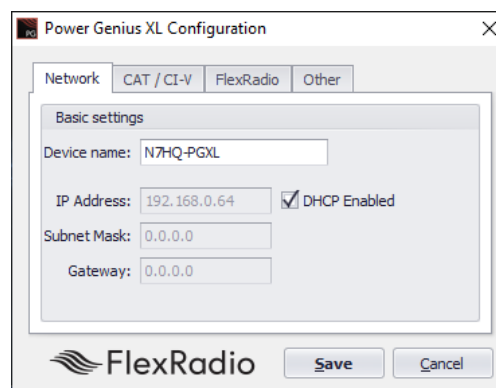 PG
Power Genius XL Configuration
Network
CAT / CI-V
FlexRadio
Other
Basic settings
Device name: N7HQ-PGXL
IP Address: 192.168.0.64
DHCP Enabled
Subnet Mask: 0.0.0.0
Gateway: 0.0.0.0
FlexRadio
Save
Cancel